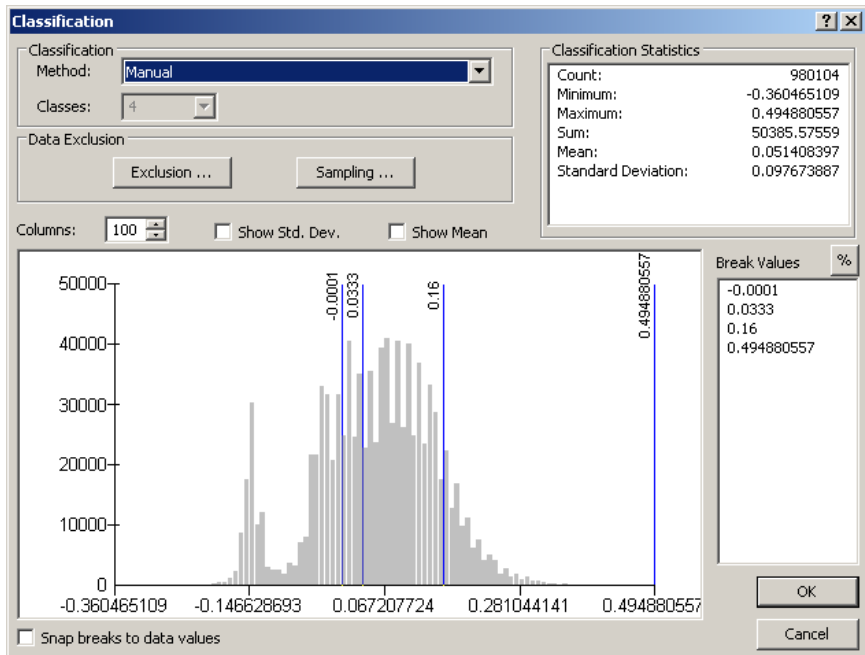 Classification
Classification
Method: Manual
Classes: 4
Data Exclusion
Exclusion ...
Sampling ...
Classification Statistics
Count: 980104
Minimum: -0.360465109
Maximum: 0.494880557
Sum: 50385.57559
Mean: 0.051408397
Standard Deviation: 0.097673887
Columns: 100
Show Std. Dev.
Show Mean
Break Values
%
-0.0001
0.0333
0.16
0.494880557
50000
40000
30000
20000
10000
0
-0.0001
0.0333
0.16
0.494880557
-0.360465109
-0.146628693
0.067207724
0.281044141
0.494880557
Snap breaks to data values
OK
Cancel